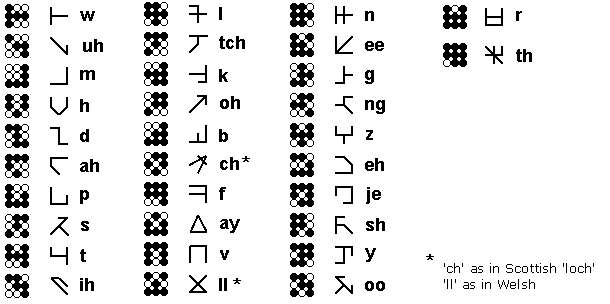 w
uh
m
h
d
ah
p
s
t
ih
l
tch
k
oh
b
ch*
f
ay
v
ll*
n
ee
g
ng
z
eh
je
sh
y
oo
r
th
* 'ch' as in Scottish 'loch'
'll' as in Welsh